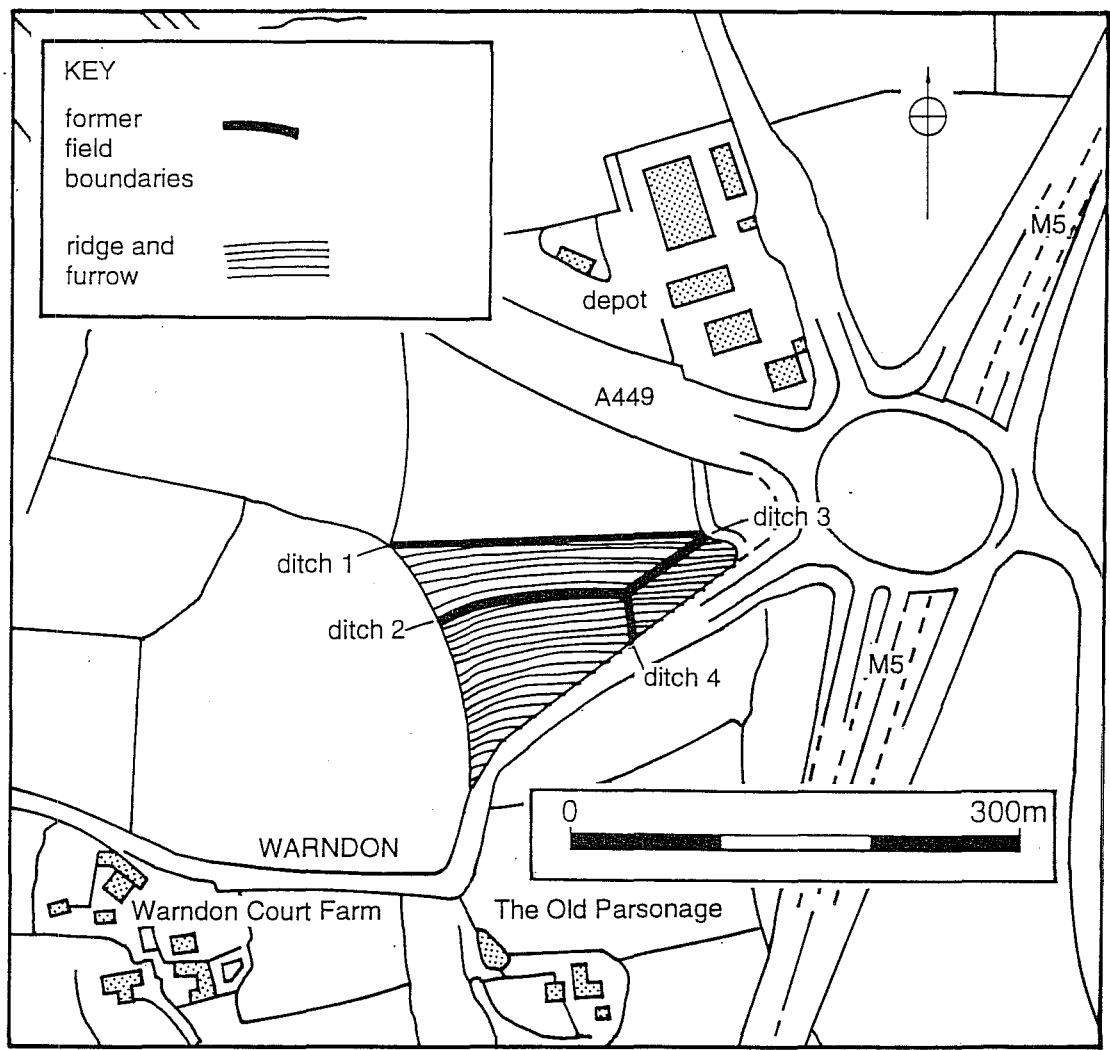 KEY
former
field
boundaries
ridge and
furrow
M5
depot
A449
ditch 3
ditch 1
ditch 2
ditch 4
M5
0 300m
WARNDON
Warndon Court Farm
The Old Parsonage